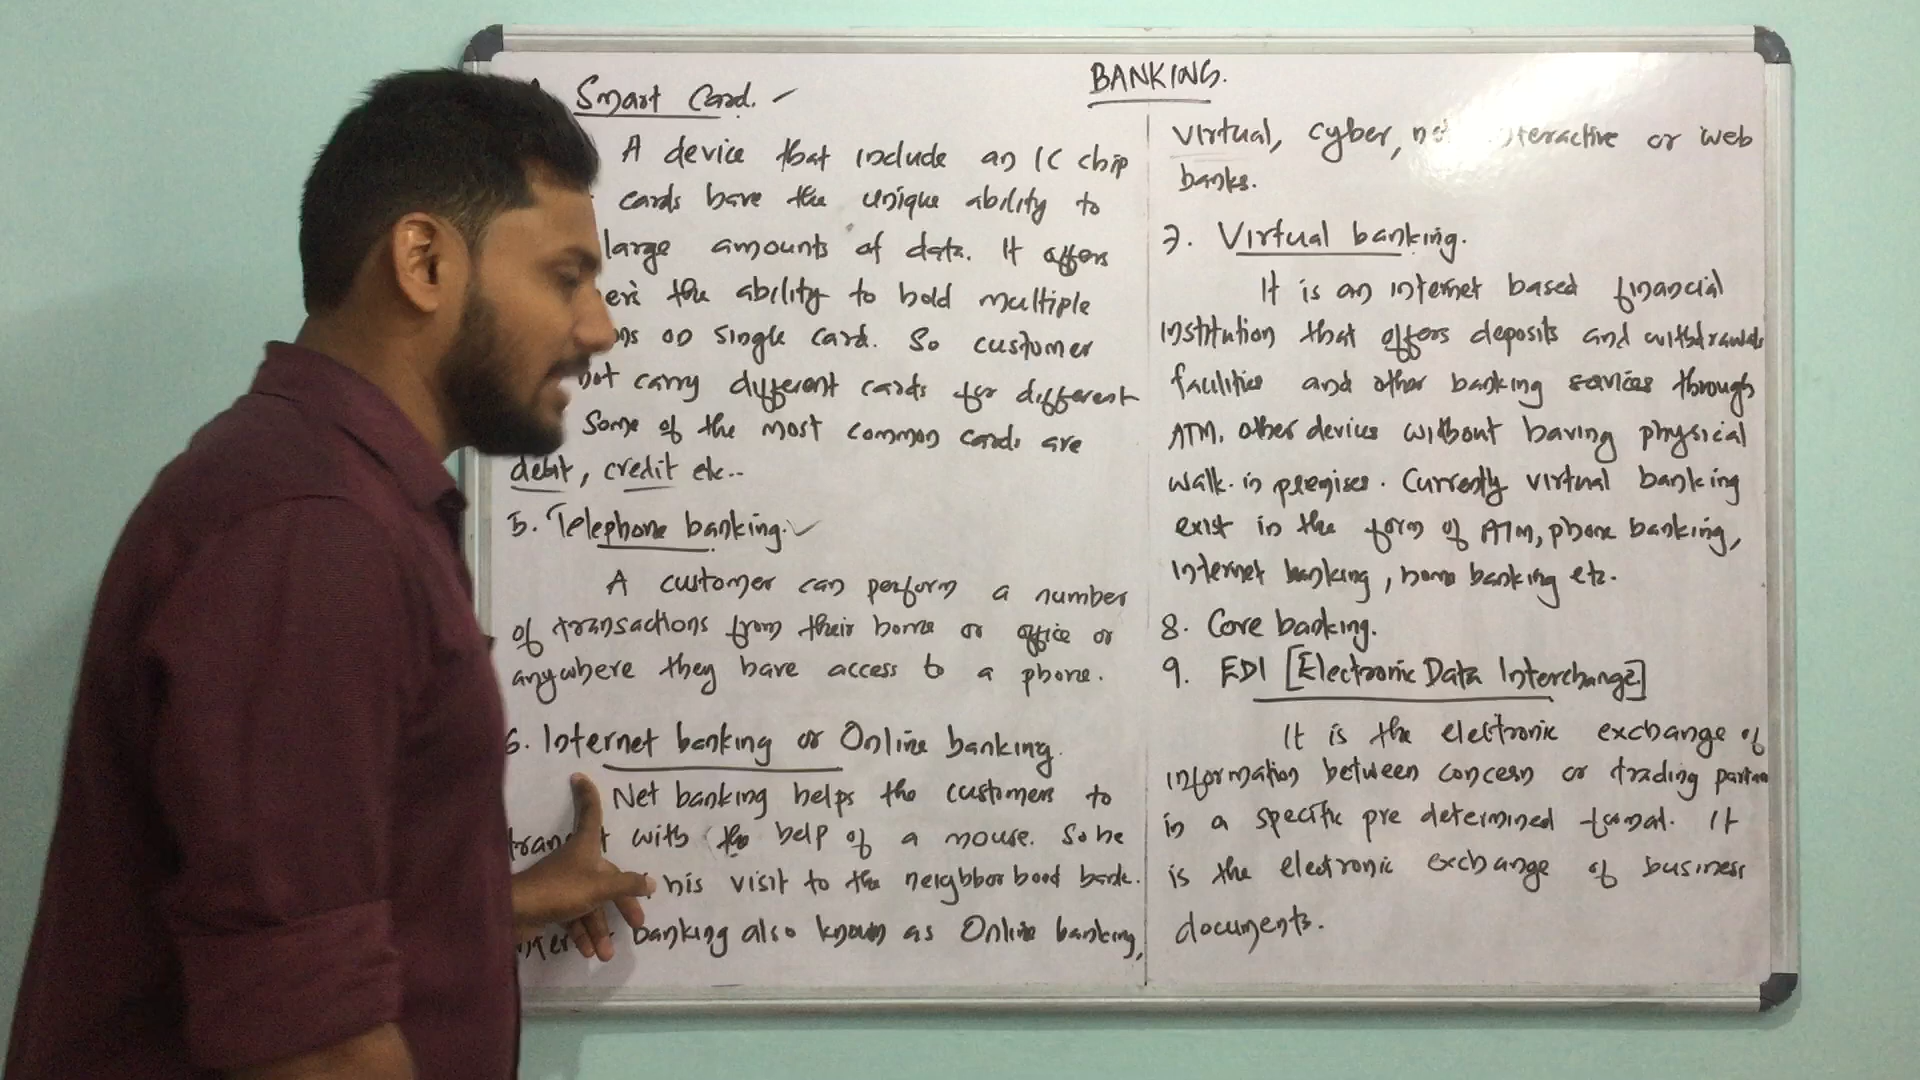 BANKING.
Smart Card.
A device that include an IC chip
cards have the unique ability to
large amounts of data. It offers
the ability to hold multiple
on single card. So customer
not carry different cards for different
Some of the most common cards are
debit, credit etc..
5. Telephone banking.
A customer can perform a number
of transactions from their home or office or
anywhere they have access to a phone.
6. Internet banking or Online banking.
Net banking helps the customers to
with the help of a mouse. So he
his visit to the neighborhood bank.
banking also known as Online banking,
Virtual, cyber, interactive or web
banks.
7. Virtual banking.
It is an internet based financial
institution that offers deposits and withdrawals
facilities and other banking services through
ATM, other devices without having physical
walk-in premises. Currently virtual banking
exist in the form of ATM, phone banking,
Internet banking, home banking etc.
8. Core banking.
9. EDI [Electronic Data Interchange]
It is the electronic exchange of
information between concern or trading
in a specific pre determined format. It
is the electronic exchange of business
documents.